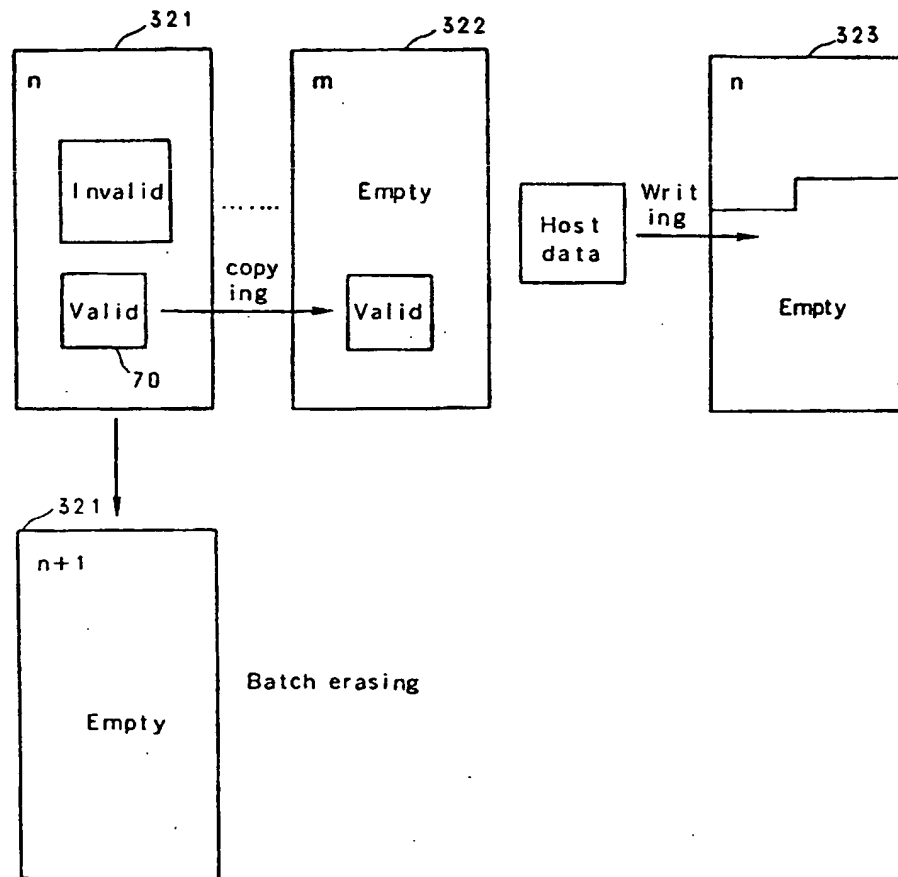 321
322
323
n
m
n
Invalid
.......
Empty
Host
data
Writ
ing
copy
ing
Valid
Valid
Empty
70
321
n+1
Batch erasing
Empty